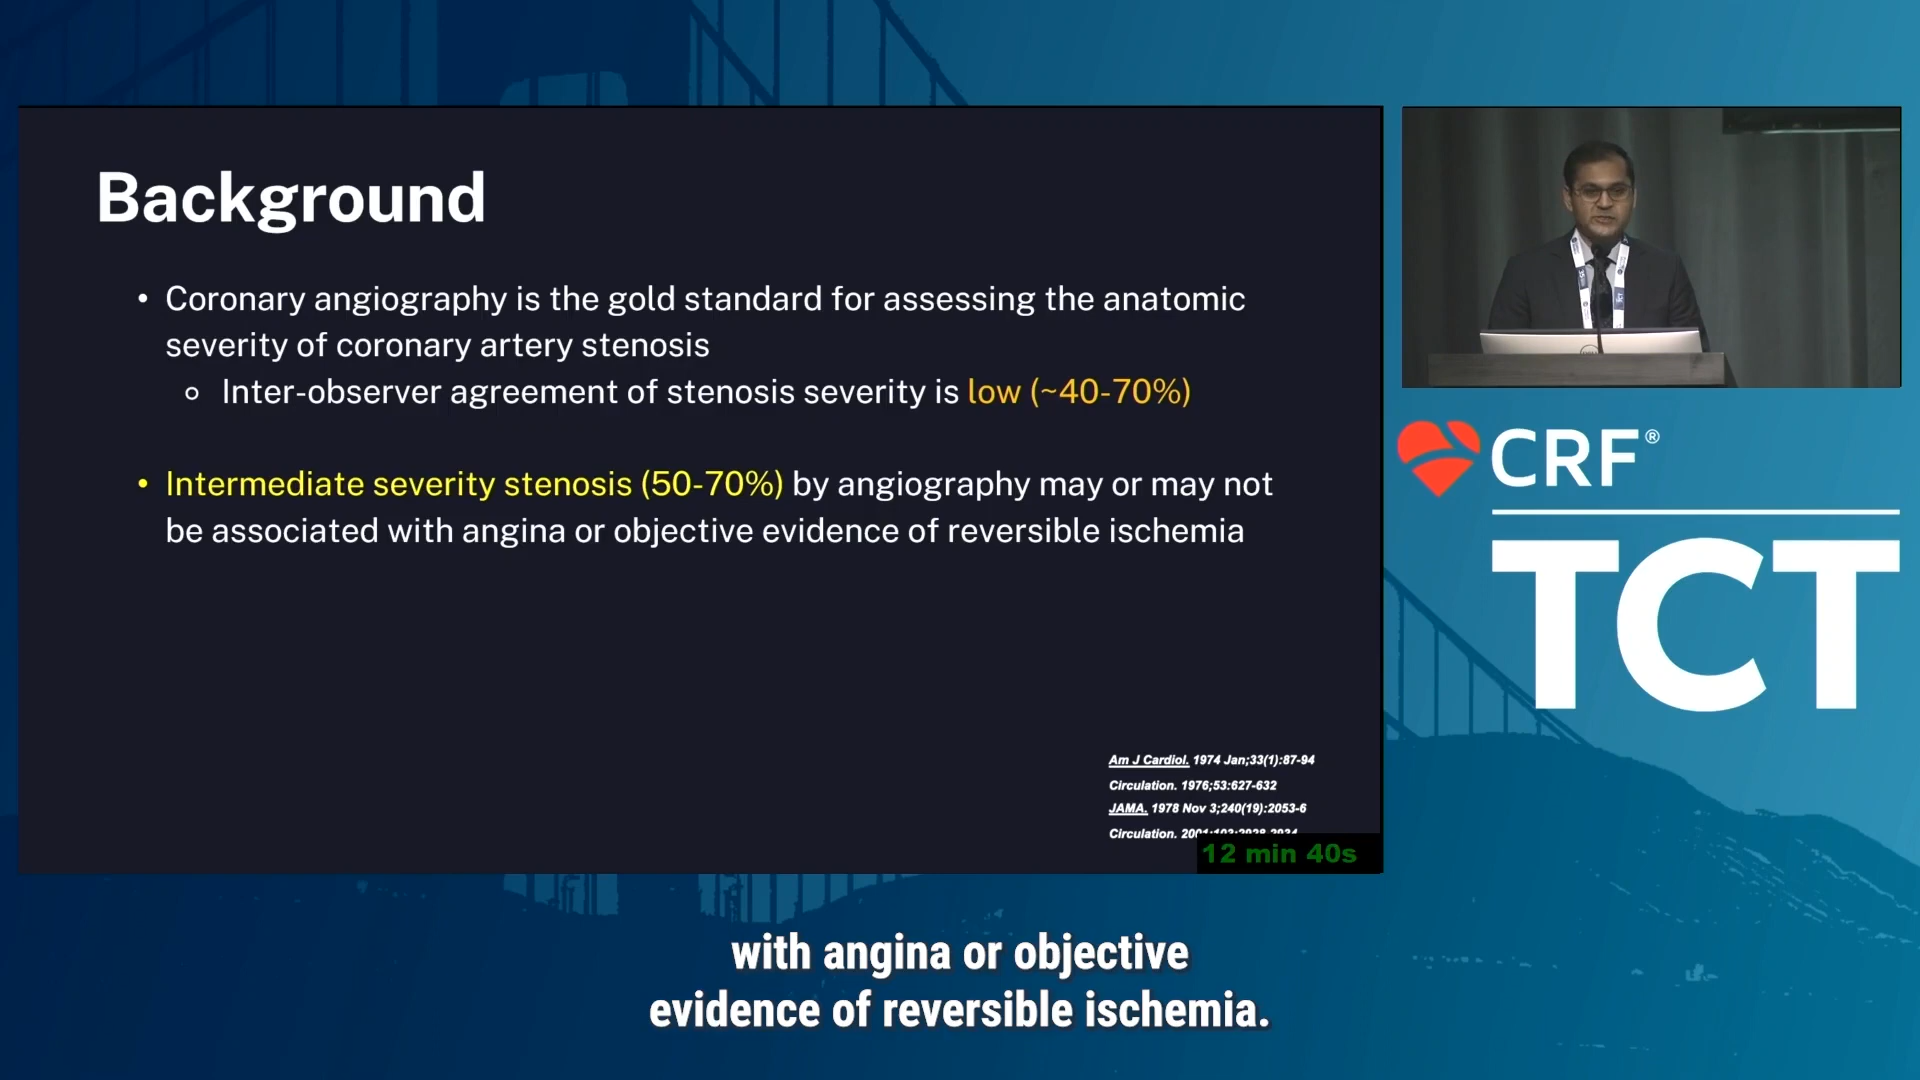 Background
• Coronary angiography is the gold standard for assessing the anatomic
severity of coronary artery stenosis
o Inter-observer agreement of stenosis severity is low (~40-70%)
• Intermediate severity stenosis (50-70%) by angiography may or may not
be associated with angina or objective evidence of reversible ischemia
Am J Cardiol. 1974 Jan;33(1):87-94
Circulation. 1976;53:627-632
JAMA. 1978 Nov 3;240(19):2053-6
Circulation.
12 min 40s
CRF®
TCT
with angina or objective
evidence of reversible ischemia.